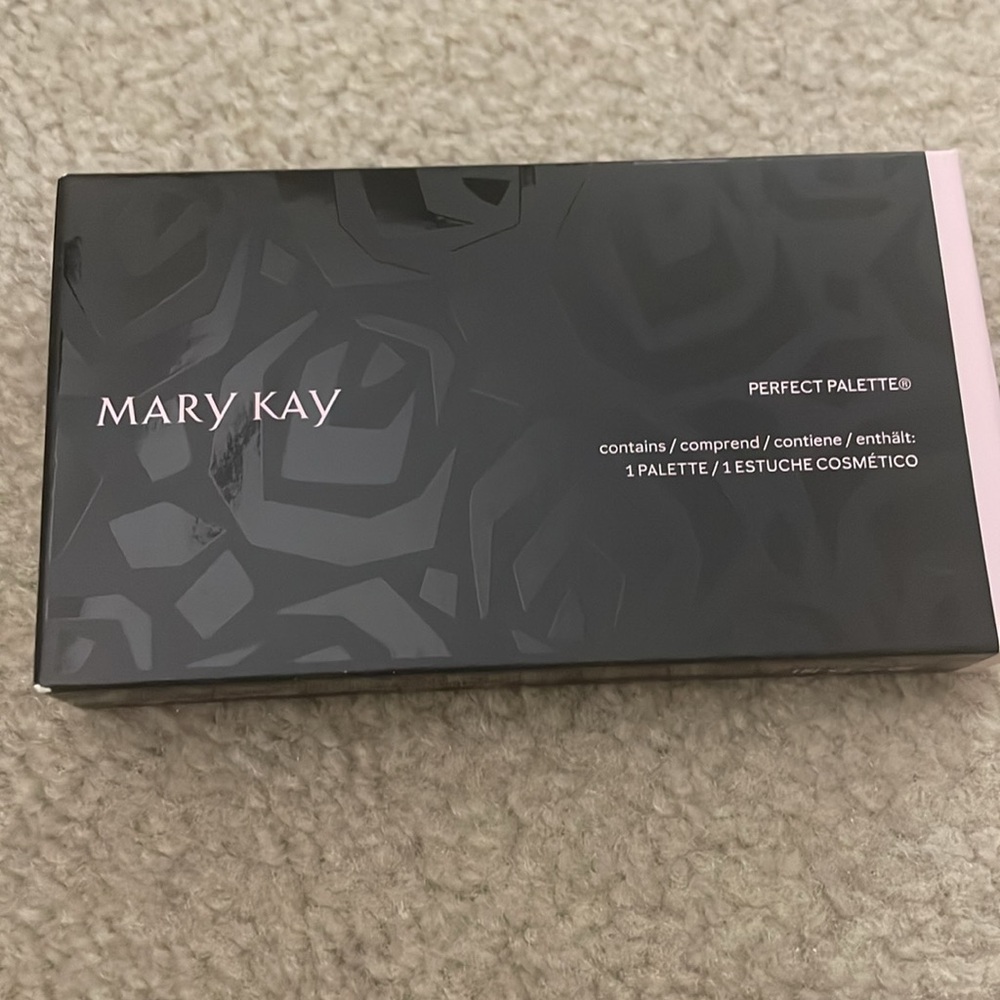 MARY KAY
PERFECT PALETTE®
contains / comprend / contiene / enthält:
1 PALETTE / 1 ESTUCHE COSMÉTICO